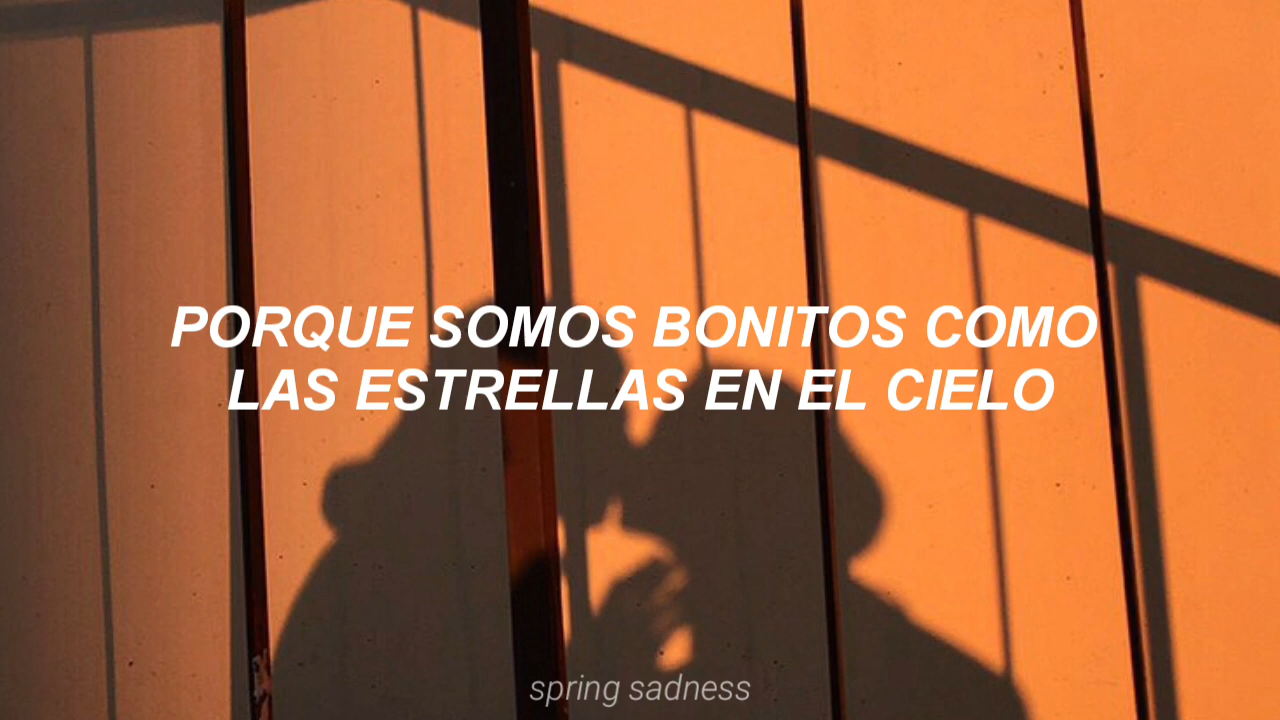 PORQUE SOMOS BONITOS COMO
LAS ESTRELLAS EN EL CIELO
spring sadness